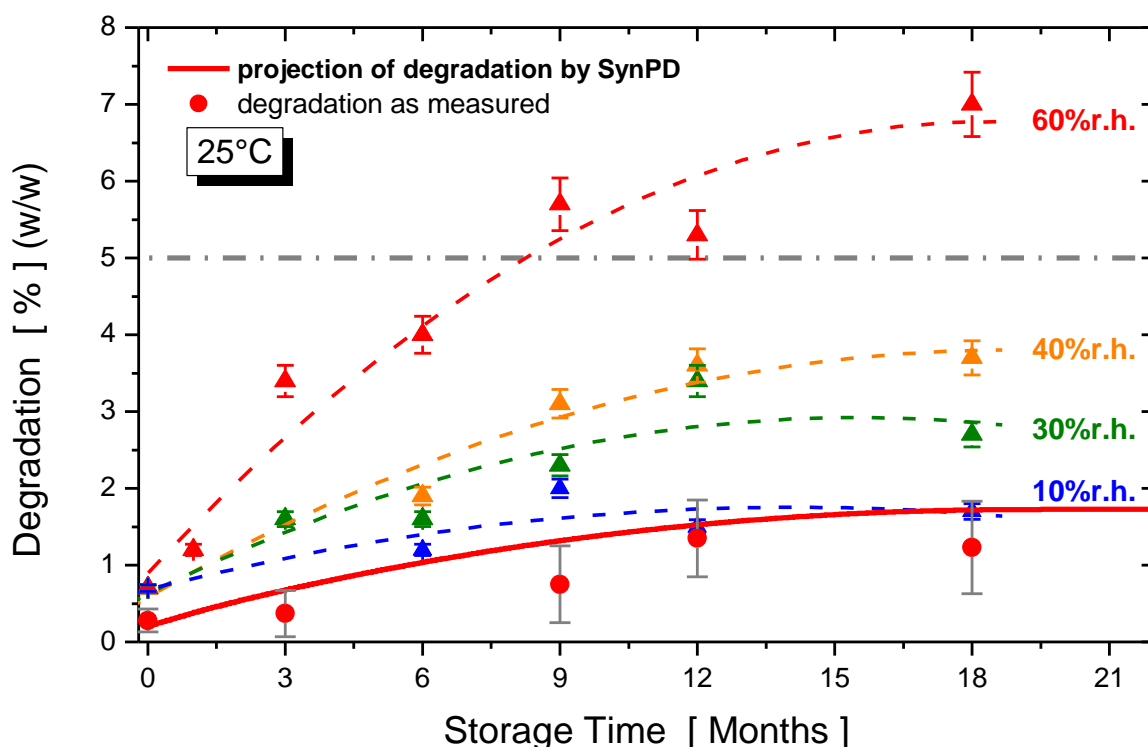 projection of degradation by SynPD
degradation as measured
25°C
60%r.h.
40%r.h.
30%r.h.
10%r.h.
8
7
6
5
4
3
2
1
0
Degradation [ % ] (w/w)
0 3 6 9 12 15 18 21
Storage Time [ Months ]